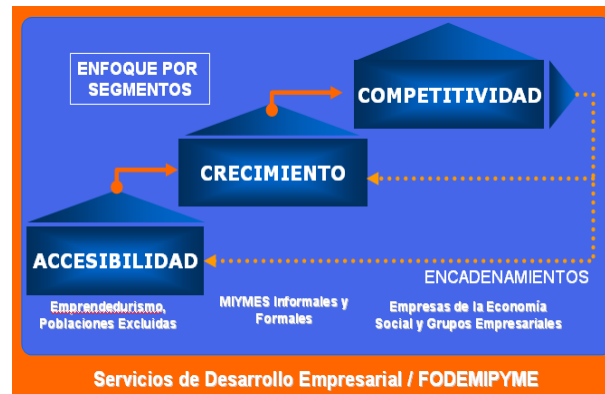 ENFOQUE POR
SEGMENTOS
COMPETITIVIDAD
CRECIMIENTO
ACCESIBILIDAD
ENCADENAMIENTOS
Emprendedurismo,
Poblaciones Excluidas
MIYMES Informales y
Formales
Empresas de la Economía
Social y Grupos Empresariales
Servicios de Desarrollo Empresarial / FODEMIPYME